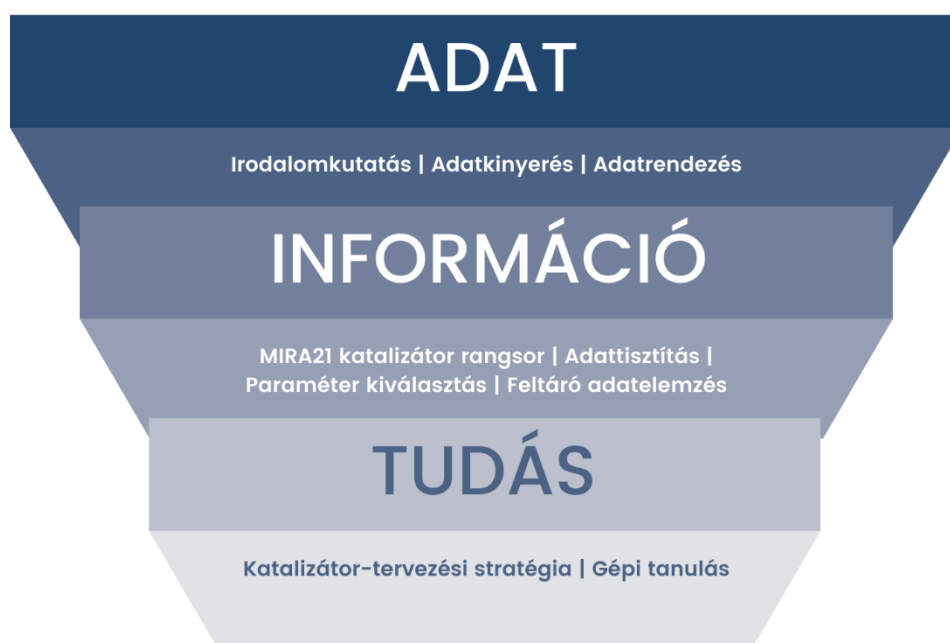 ADAT
Irodalomkutatás | Adatkinyerés | Adatrendezés
INFORMÁCIÓ
MIRA21 katalizátor rangsor | Adattisztítás |
Paraméter kiválasztás | Feltáró adatelemzés
TUDÁS
Katalizátor-tervezési stratégia | Gépi tanulás